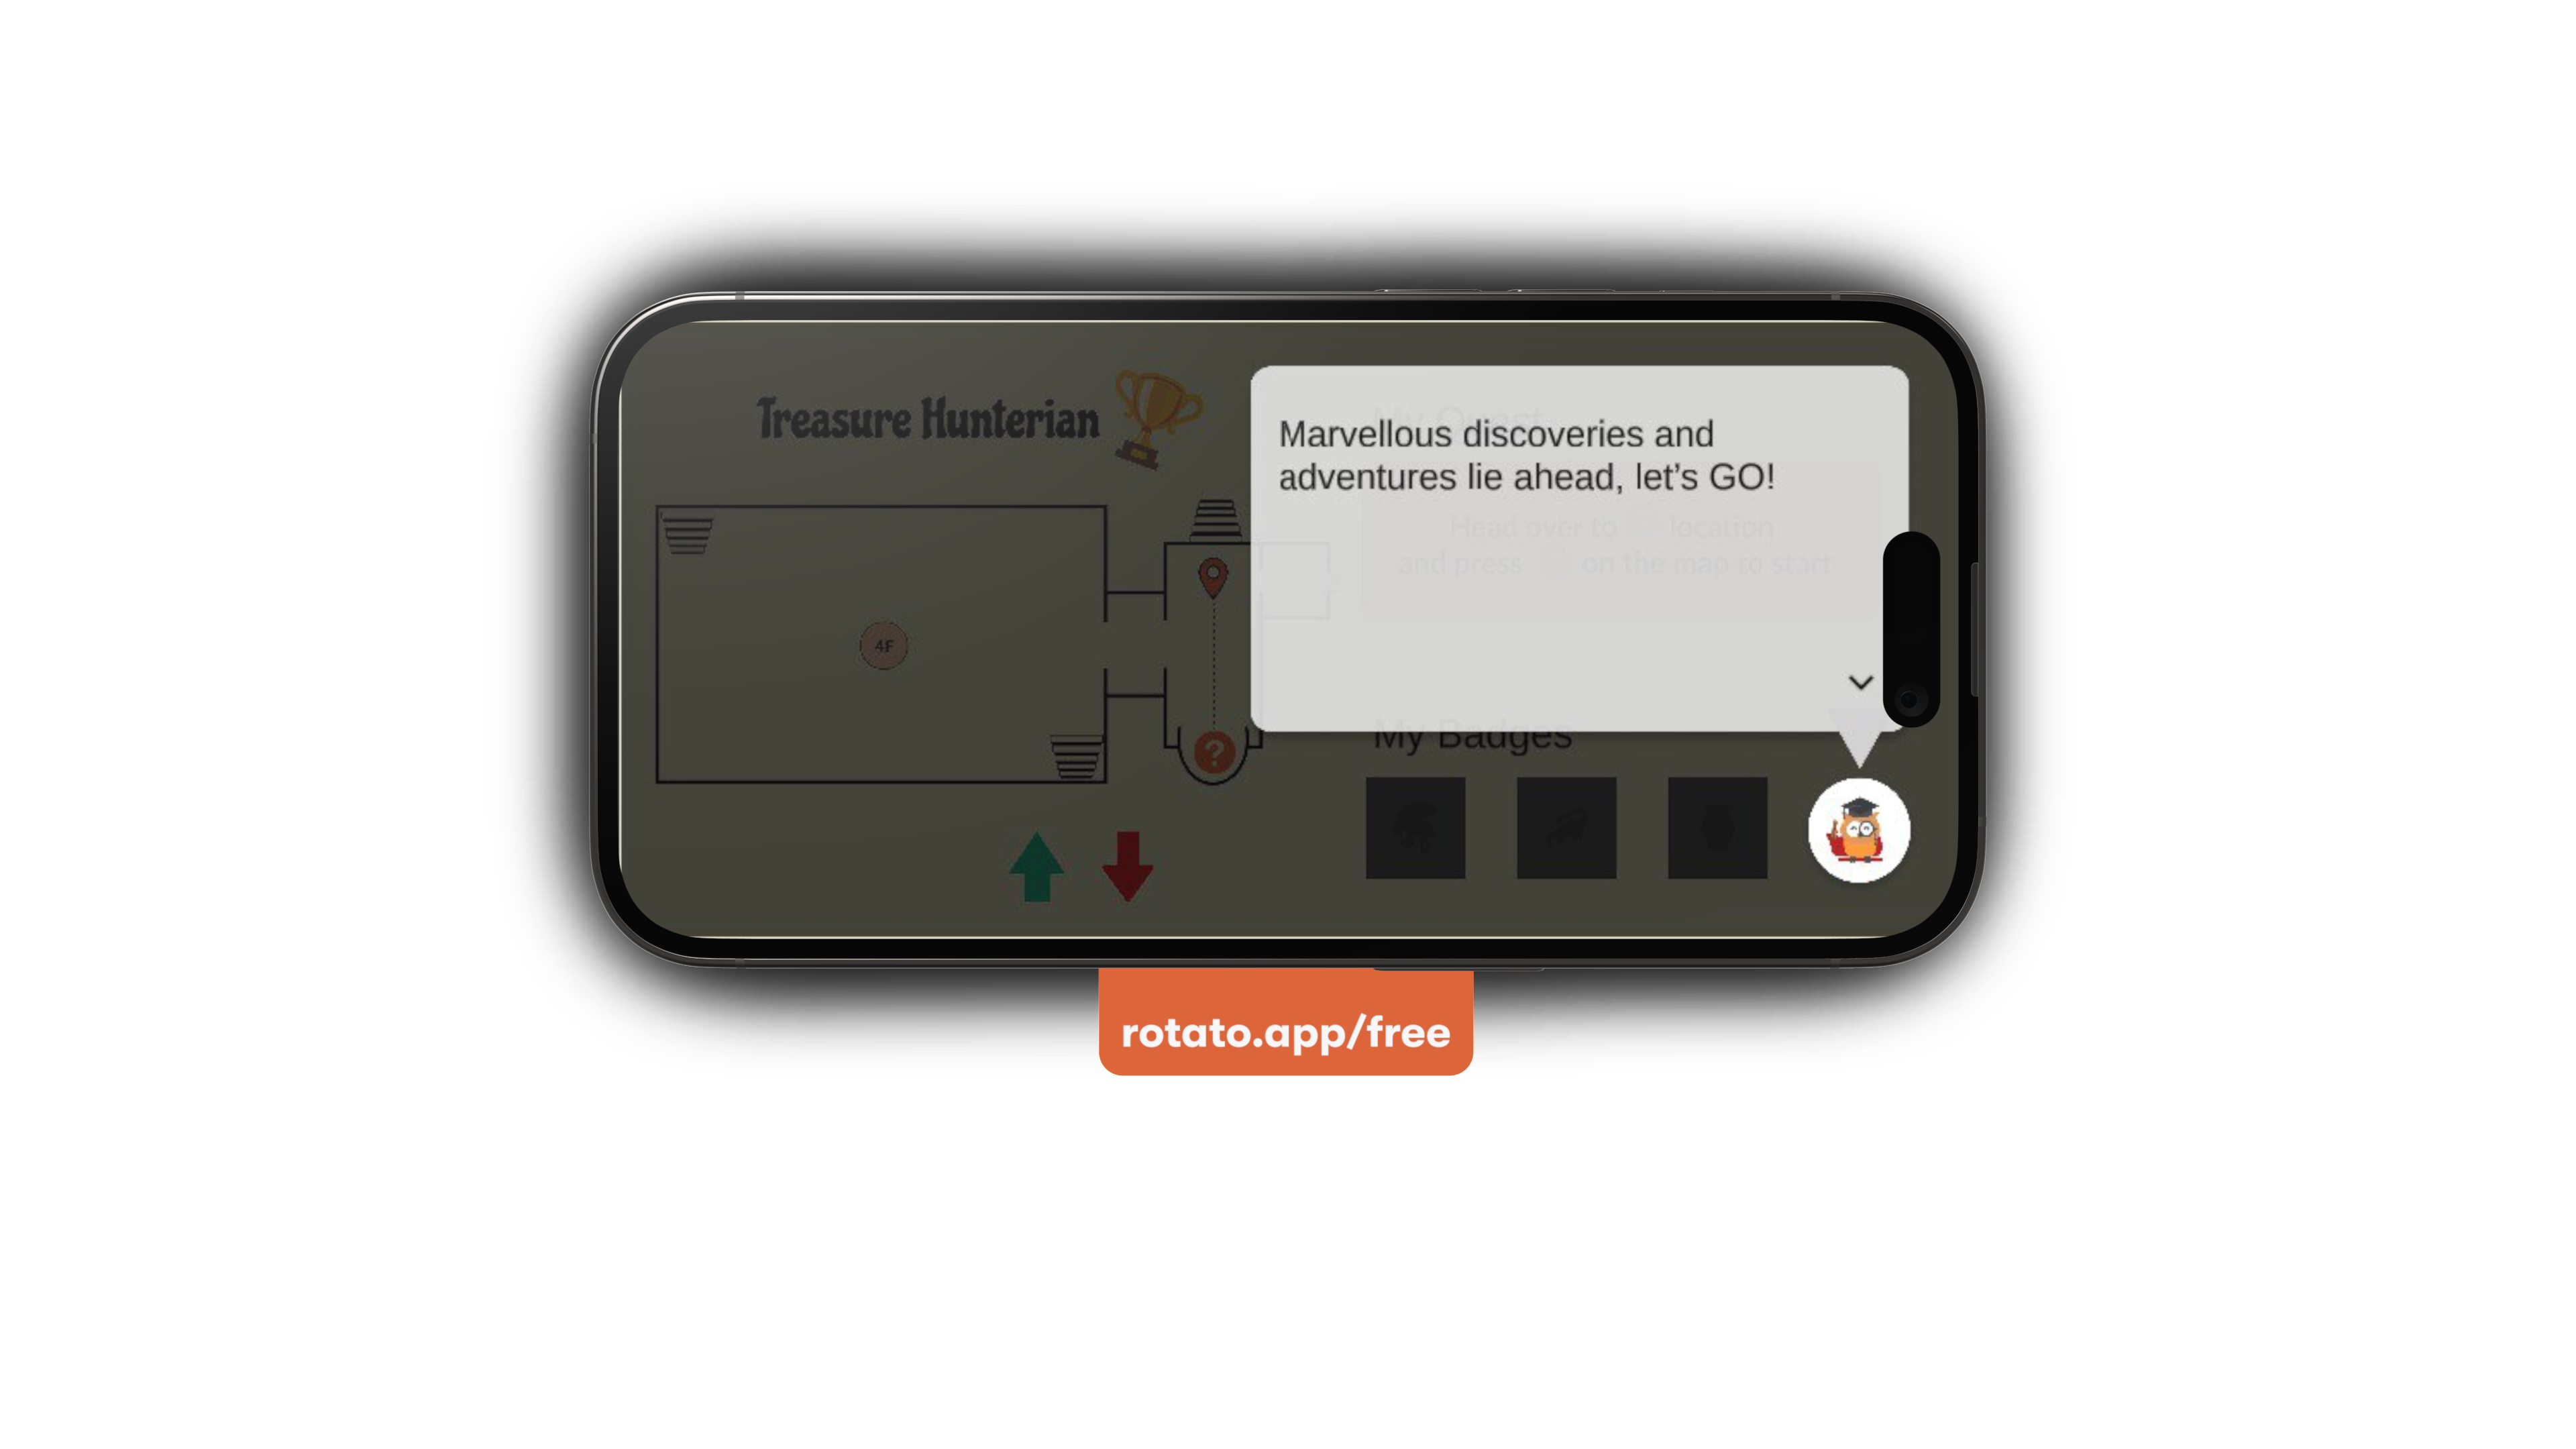 Treasure Hunterian
My Quest
Marvellous discoveries and
adventures lie ahead, let’s GO!
Head over to location
and press on the map to start
4F
?
My Badges
rotato.app/free